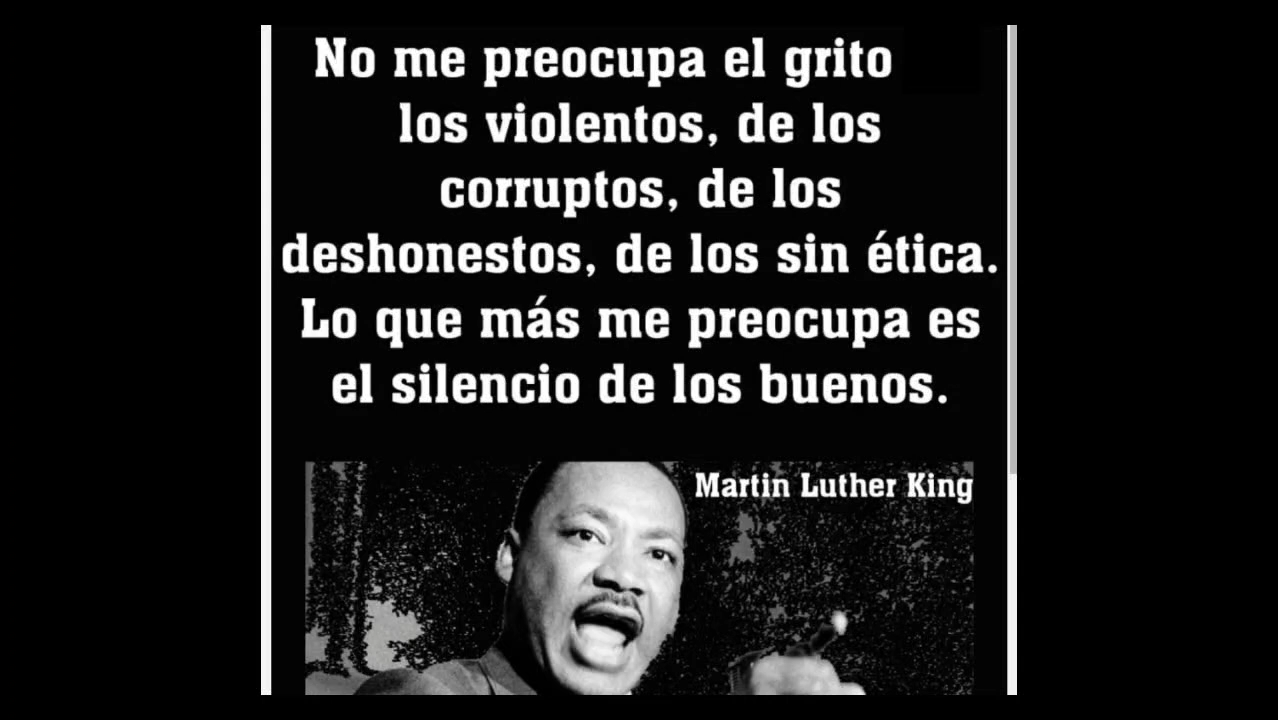 No me preocupa el grito
los violentos, de los
corruptos, de los
deshonestos, de los sin ética.
Lo que más me preocupa es
el silencio de los buenos.
Martin Luther King